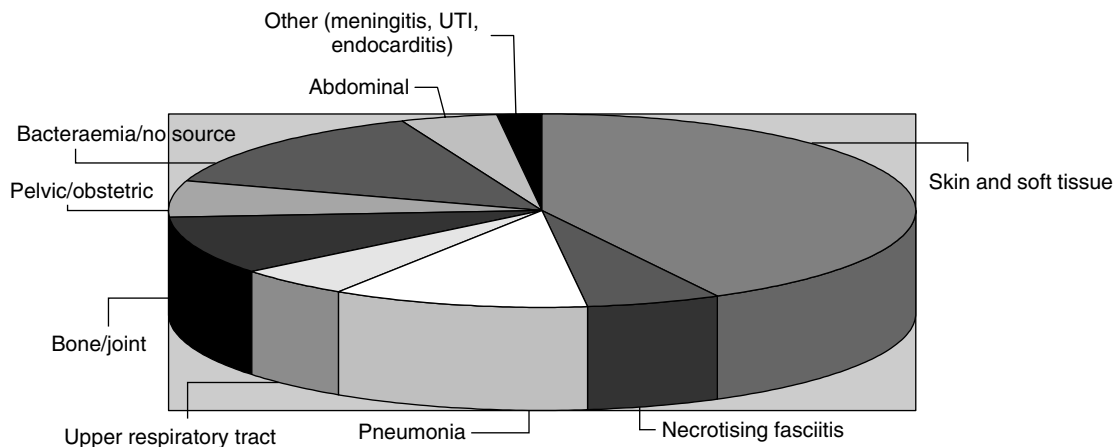 Other (meningitis, UTI,
endocarditis)
Abdominal
Bacteraemia/no source
Skin and soft tissue
Pelvic/obstetric
Bone/joint
Upper respiratory tract
Pneumonia
Necrotising fasciitis